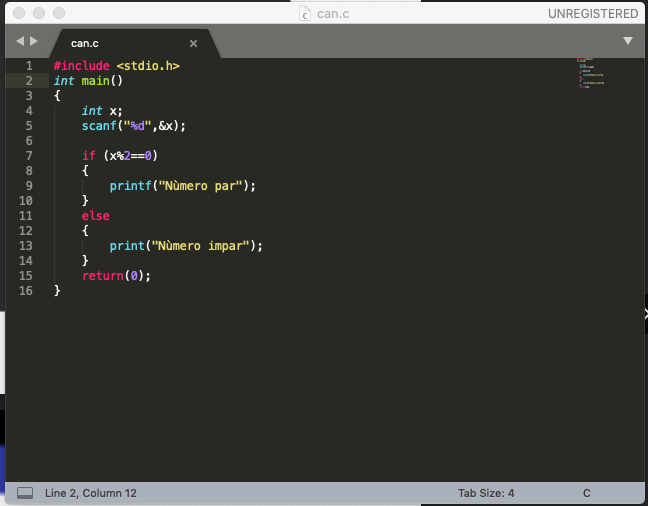 can.c
UNREGISTERED
can.c ×
1 #include <stdio.h>
2 int main()
3 {
4     int x;
5     scanf("%d",&x);
6
7     if (x%2==0)
8     {
9         printf("Nùmero par");
10     }
11     else
12     {
13         print("Nùmero impar");
14     }
15     return(0);
16 }
Line 2, Column 12
Tab Size: 4
C